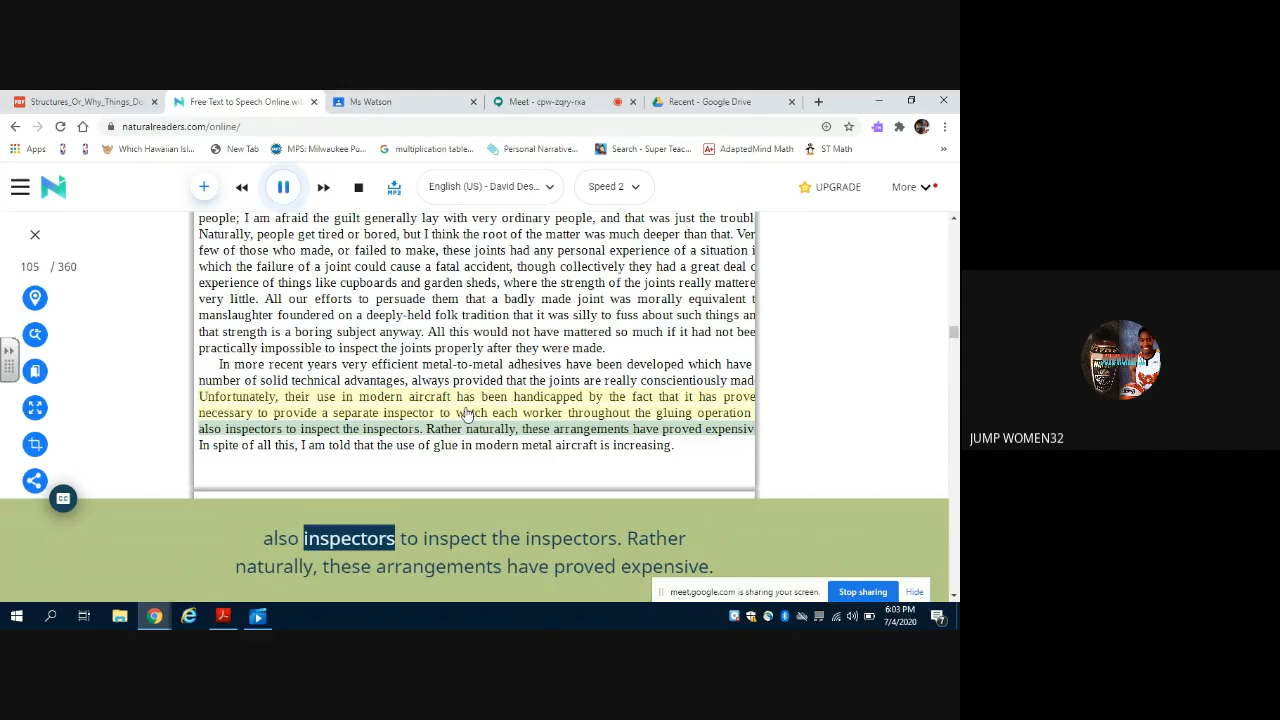 Structures_Or_Why_Things_Do
Free Text to Speech Online wit
Ms Watson
Meet - cpw-zqry-rxa
Recent - Google Drive
naturalreaders.com/online/
Apps
Which Hawaiian Isl...
New Tab
MPS: Milwaukee Pu...
multiplication table...
Personal Narrative...
Search - Super Teac...
AdaptedMind Math
ST Math
MP3
English (US) - David Des...
Speed 2
UPGRADE
More
105 / 360
people; I am afraid the guilt generally lay with very ordinary people, and that was just the troubl
Naturally, people get tired or bored, but I think the root of the matter was much deeper than that. Ver
few of those who made, or failed to make, these joints had any personal experience of a situation i
which the failure of a joint could cause a fatal accident, though collectively they had a great deal o
experience of things like cupboards and garden sheds, where the strength of the joints really mattere
very little. All our efforts to persuade them that a badly made joint was morally equivalent t
manslaughter foundered on a deeply-held folk tradition that it was silly to fuss about such things an
that strength is a boring subject anyway. All this would not have mattered so much if it had not bee
practically impossible to inspect the joints properly after they were made.
In more recent years very efficient metal-to-metal adhesives have been developed which have
number of solid technical advantages, always provided that the joints are really conscientiously mad
Unfortunately, their use in modern aircraft has been handicapped by the fact that it has prove
necessary to provide a separate inspector to watch each worker throughout the gluing operation
also inspectors to inspect the inspectors. Rather naturally, these arrangements have proved expensiv
In spite of all this, I am told that the use of glue in modern metal aircraft is increasing.
CC
also inspectors to inspect the inspectors. Rather
naturally, these arrangements have proved expensive.
meet.google.com is sharing your screen.
Stop sharing
Hide
6:03 PM
7/4/2020
JUMP WOMEN32